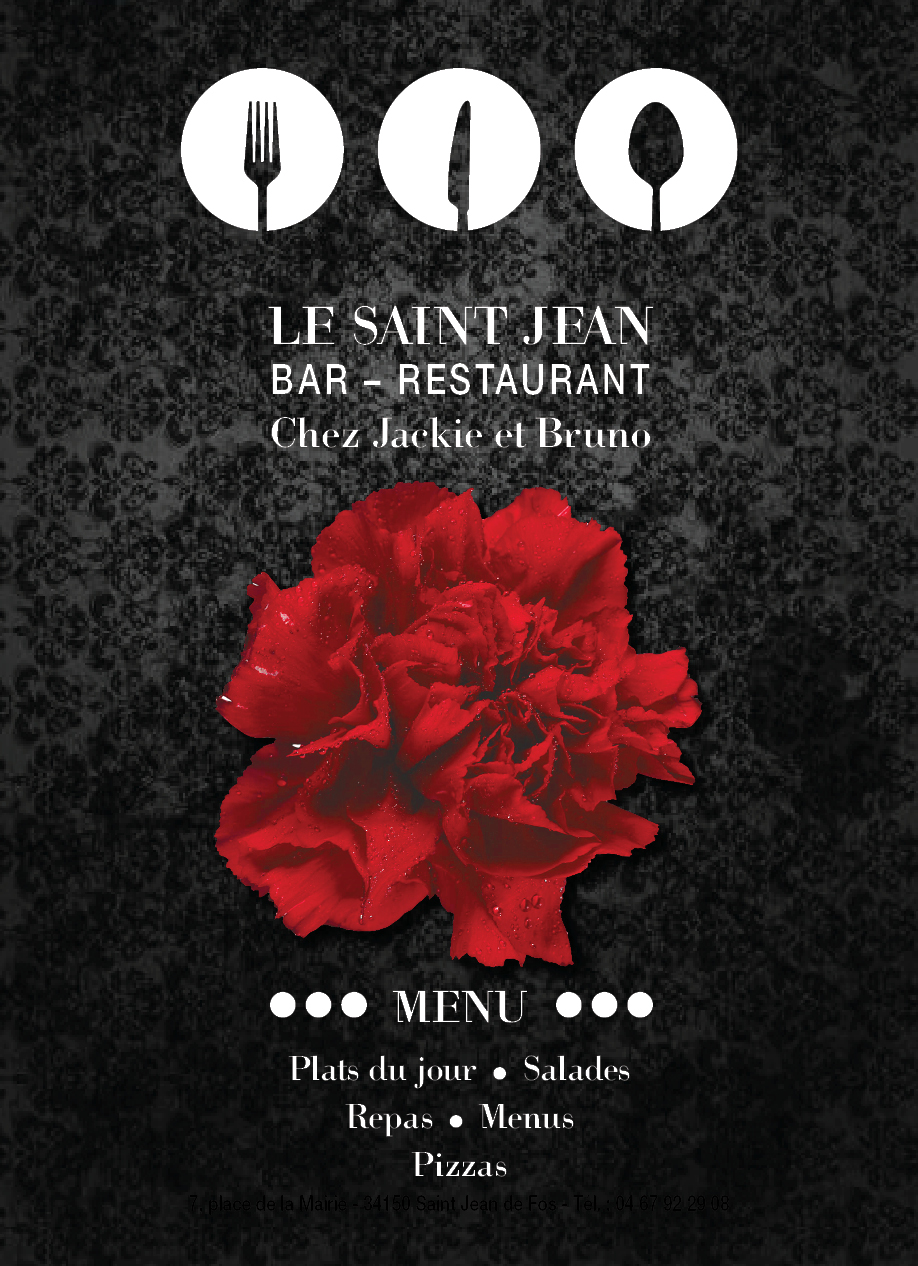 LE SAINT JEAN
BAR – RESTAURANT
Chez Jackie et Bruno
MENU
Plats du jour • Salades
Repas • Menus
Pizzas
7, place de la Mairie - 34150 Saint Jean de Fos - Tel. : 04 67 92 29 08